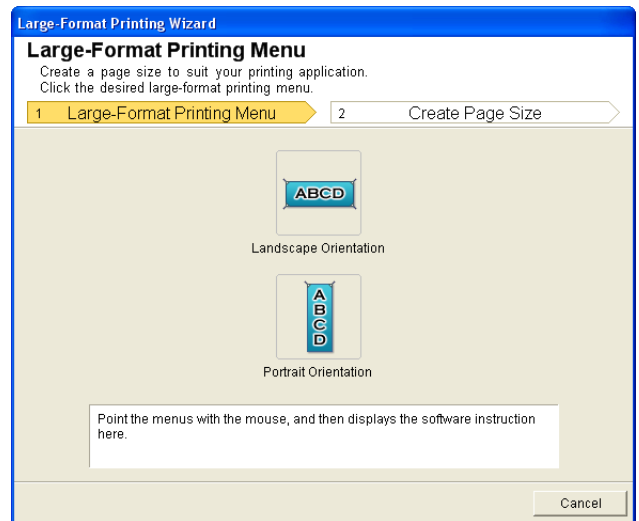 Large-Format Printing Wizard
Large-Format Printing Menu
Create a page size to suit your printing application.
Click the desired large-format printing menu.
1 Large-Format Printing Menu 2 Create Page Size
ABCD
Landscape Orientation
A
B
C
D
Portrait Orientation
Point the menus with the mouse, and then displays the software instruction
here.
Cancel